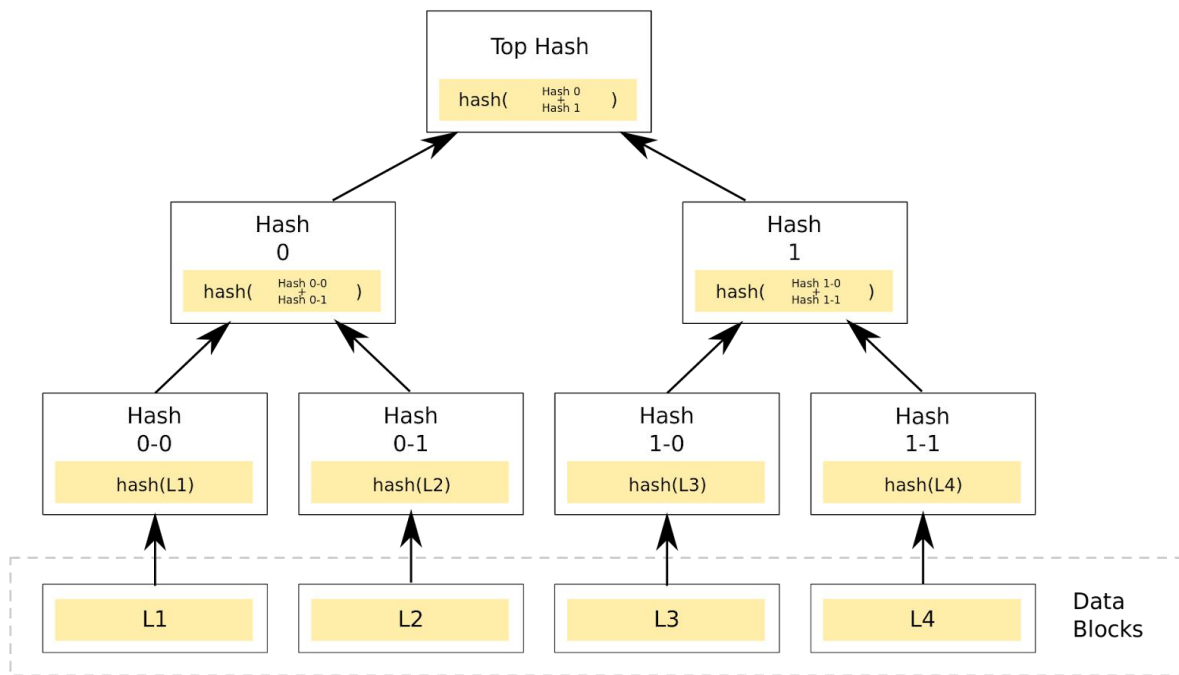 Top Hash
hash( Hash 0 + Hash 1 )
Hash
0
hash( Hash 0-0 + Hash 0-1 )
Hash
1
hash( Hash 1-0 + Hash 1-1 )
Hash
0-0
hash(L1)
Hash
0-1
hash(L2)
Hash
1-0
hash(L3)
Hash
1-1
hash(L4)
L1
L2
L3
L4
Data
Blocks